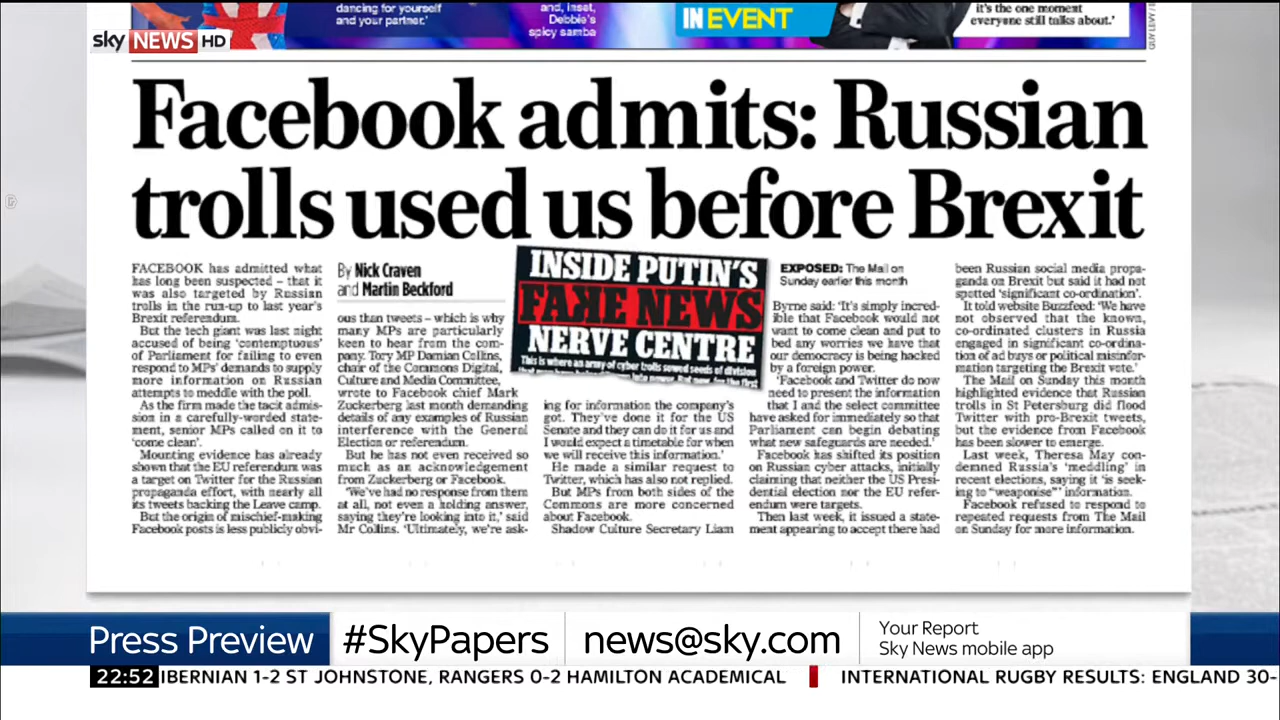 dancing for yourself
and your partner.'
and, inset,
Debbie's
spicy samba
IN EVENT
it's the one moment
everyone still talks about.'
sky NEWS HD
Facebook admits: Russian
trolls used us before Brexit
FACEBOOK has admitted what
has long been suspected – that it
was also targeted by Russian
trolls in the run-up to last year's
Brexit referendum.
But the tech giant was last night
accused of being 'contemptuous'
of Parliament for failing to even
respond to MPs' demands to supply
more information on Russian
attempts to meddle with the poll.
As the firm made the tacit admis-
sion in a carefully-worded state-
ment, senior MPs called on it to
'come clean'.
Mounting evidence has already
shown that the EU referendum was
a target on Twitter for the Russian
propaganda effort, with nearly all
its tweets backing the Leave camp.
But the origin of mischief-making
Facebook posts is less publicly obvi-
By Nick Craven
and Martin Beckford
ous than tweets – which is why
many MPs are particularly
keen to hear from the com-
pany. Tory MP Damian Collins,
chair of the Commons Digital,
Culture and Media Committee,
wrote to Facebook chief Mark
Zuckerberg last month demanding
details of any examples of Russian
interference with the General
Election or referendum.
But he has not even received so
much as an acknowledgement
from Zuckerberg or Facebook.
'We've had no response from them
at all, not even a holding answer,
saying they're looking into it,' said
Mr Collins. 'Ultimately, we're ask-
INSIDE PUTIN'S
FAKE NEWS
NERVE CENTRE
This is where an array of cyber trolls sowed seeds of division
ing for information the company's
got. They've done it for the US
Senate and they can do it for us and
I would expect a timetable for when
we will receive this information.'
He made a similar request to
Twitter, which has also not replied.
But MPs from both sides of the
Commons are more concerned
about Facebook.
Shadow Culture Secretary Liam
EXPOSED: The Mail on
Sunday earlier this month
Byrne said: 'It's simply incred-
ible that Facebook would not
want to come clean and put to
bed any worries we have that
our democracy is being hacked
by a foreign power.
'Facebook and Twitter do now
need to present the information
that I and the select committee
have asked for immediately so that
Parliament can begin debating
what new safeguards are needed.'
Facebook has shifted its position
on Russian cyber attacks, initially
claiming that neither the US Presi-
dential election nor the EU refer-
endum were targets.
Then last week, it issued a state-
ment appearing to accept there had
been Russian social media propa-
ganda on Brexit but said it had not
spotted 'significant co-ordination'.
It told website Buzzfeed: 'We have
not observed that the known,
co-ordinated clusters in Russia
engaged in significant co-ordina-
tion of ad buys or political misinfor-
mation targeting the Brexit vote.'
The Mail on Sunday this month
highlighted evidence that Russian
trolls in St Petersburg did flood
Twitter with pro-Brexit tweets,
but the evidence from Facebook
has been slower to emerge.
Last week, Theresa May con-
demned Russia's 'meddling' in
recent elections, saying it 'is seek-
ing to "weaponise"' information.
Facebook refused to respond to
repeated requests from The Mail
on Sunday for more information.
Press Preview
#SkyPapers
news@sky.com
Your Report
Sky News mobile app
22:52 IBERNIAN 1-2 ST JOHNSTONE, RANGERS 0-2 HAMILTON ACADEMICAL INTERNATIONAL RUGBY RESULTS: ENGLAND 30-